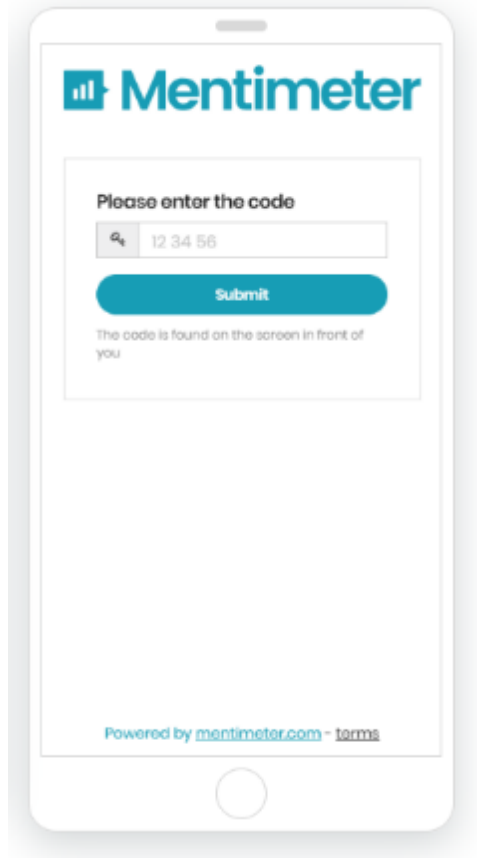 Mentimeter
Please enter the code
12 34 56
Submit
The code is found on the screen in front of
you
Powered by mentimeter.com - terms